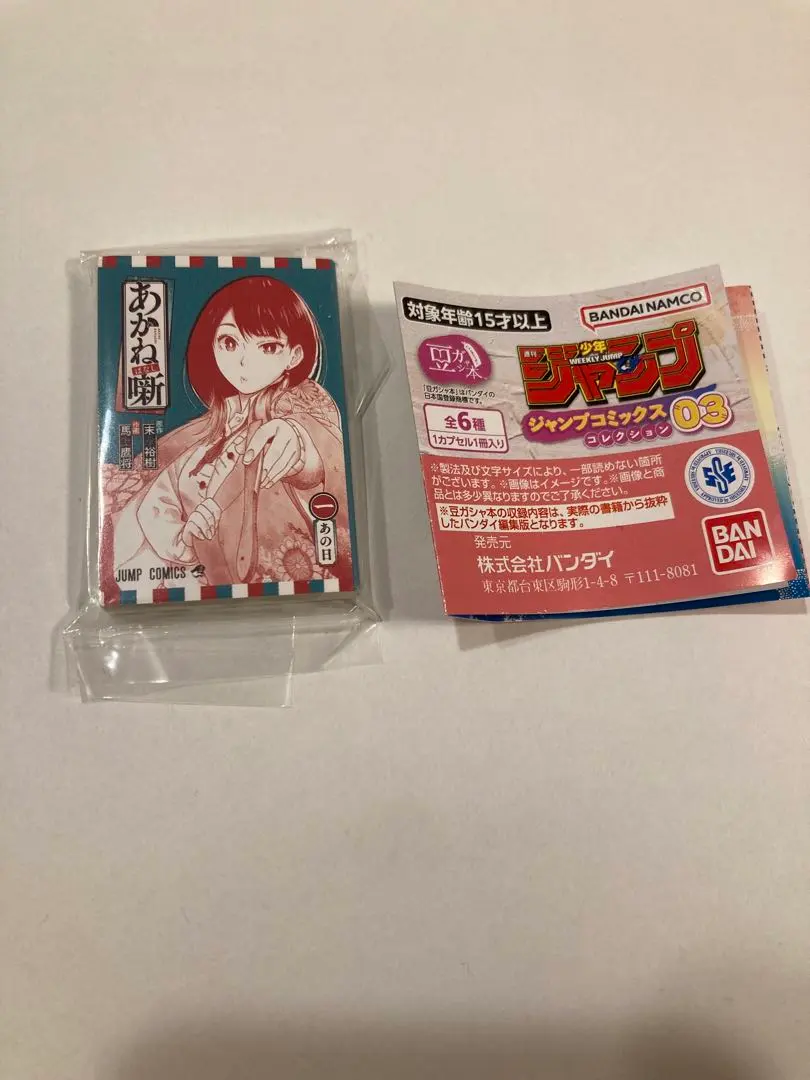 あかね噺
はなし
原作
末永裕樹
作画
馬上鷹将
一
あの日
JUMP COMICS
対象年齢15才以上
BANDAI NAMCO
豆ガシャ本
「豆ガシャ本」はバンダイの
日本国登録商標です。
週刊
少年
WEEKLY JUMP
ジャンプ
ジャンプコミックス
コレクション
03
全6種
1カプセル1冊入り
※製法及び文字サイズにより、一部読めない箇所
がございます。※画像はイメージです。※画像と商
品とは多少異なりますのでご了承ください。
※豆ガシャ本の収録内容は、実際の書籍から抜粋
したバンダイ編集版となります。
発売元
株式会社バンダイ
東京都台東区駒形1-4-8 〒111-8081
BAN
DAI